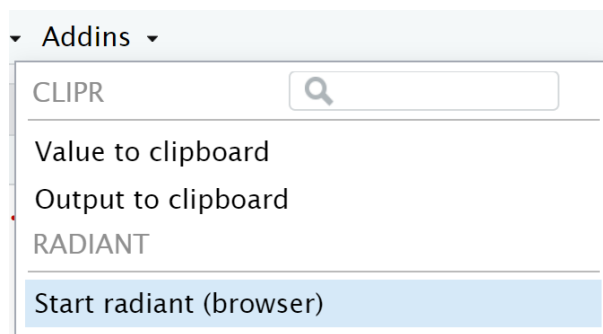 Addins
CLIPR
Value to clipboard
Output to clipboard
RADIANT
Start radiant (browser)